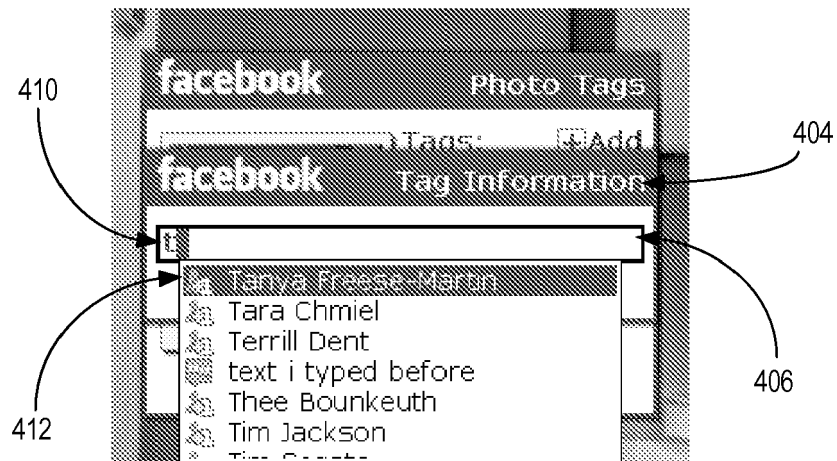 facebook Photo Tags
410
Tags: +Add
404
facebook Tag Information
t
Tanya Freese-Martin
Tara Chmiel
Terrill Dent
text i typed before
406
Thee Bounkeuth
412
Tim Jackson
Tim